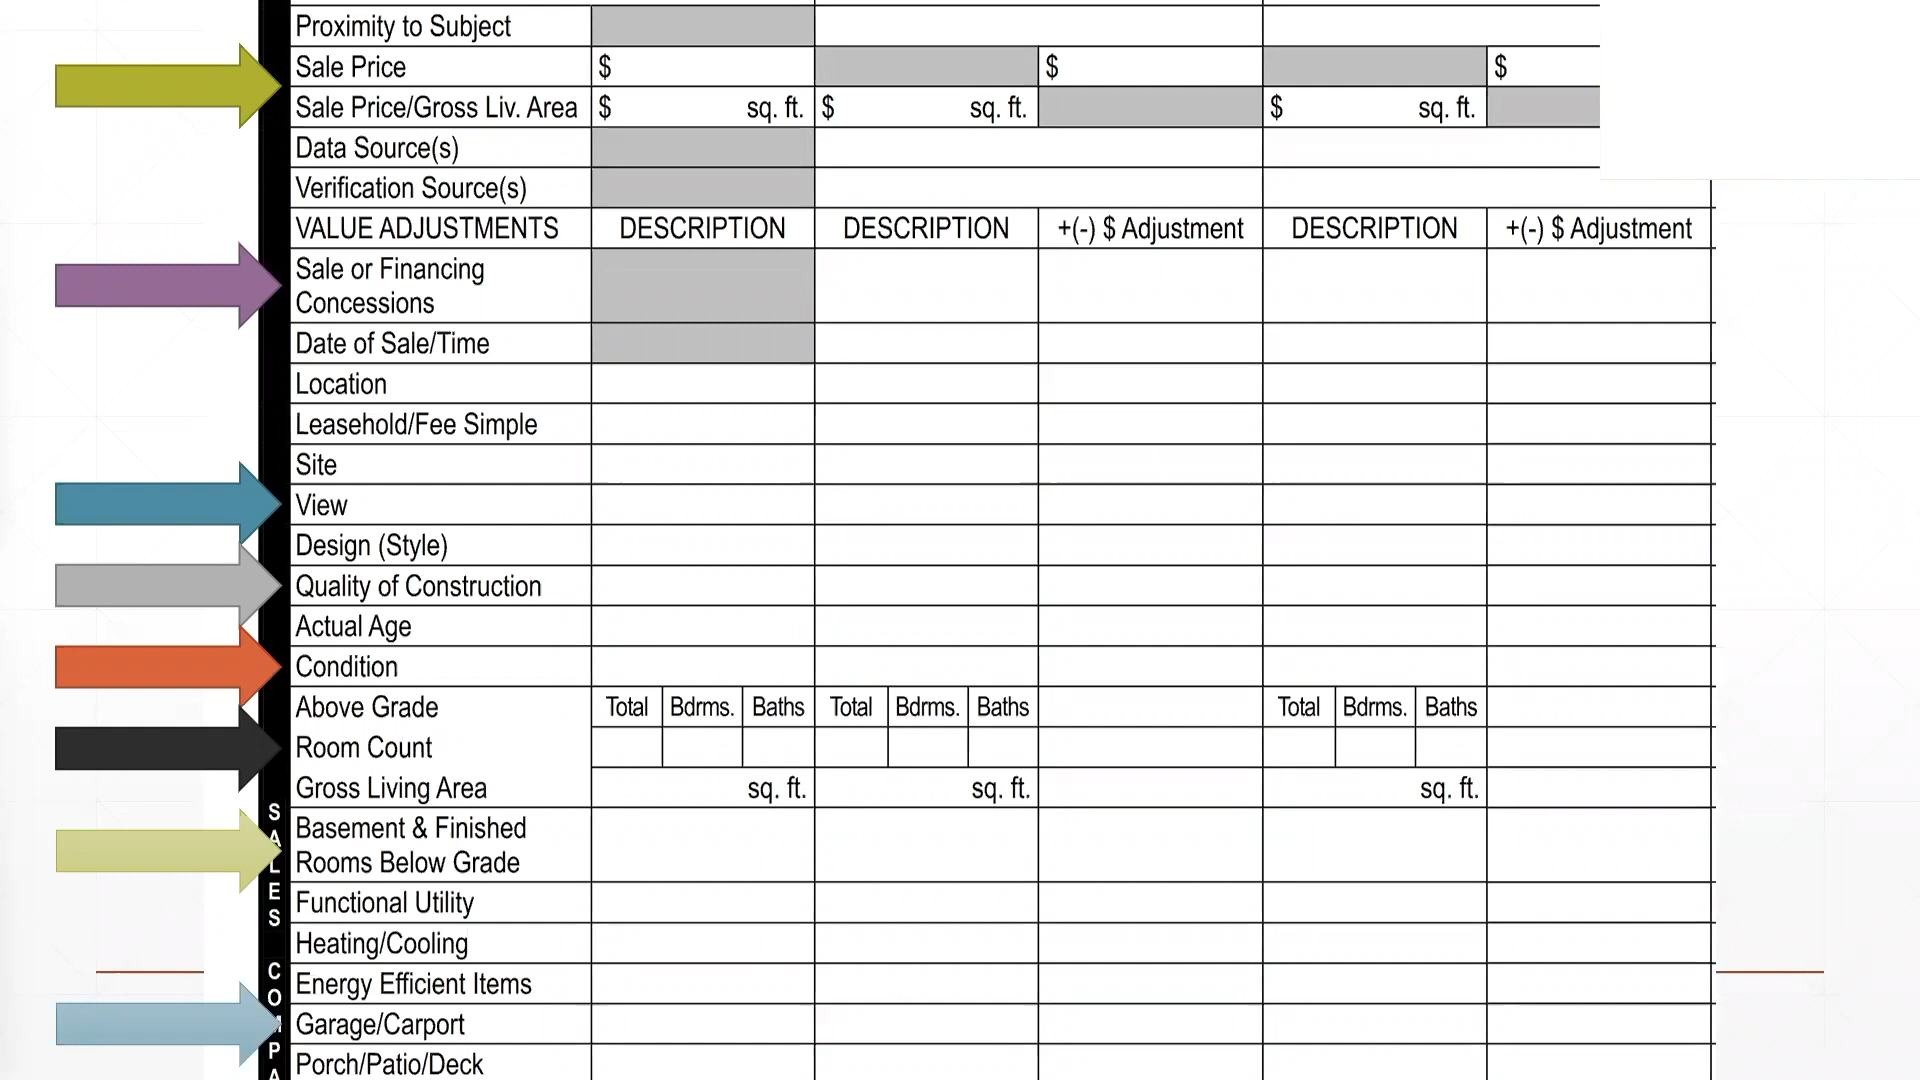 Proximity to Subject
Sale Price $ $ $
Sale Price/Gross Liv. Area $ sq. ft. $ sq. ft. $ sq. ft.
Data Source(s)
Verification Source(s)
VALUE ADJUSTMENTS DESCRIPTION DESCRIPTION +(-) $ Adjustment DESCRIPTION +(-) $ Adjustment
Sale or Financing
Concessions
Date of Sale/Time
Location
Leasehold/Fee Simple
Site
View
Design (Style)
Quality of Construction
Actual Age
Condition
Above Grade Total Bdrms. Baths Total Bdrms. Baths Total Bdrms. Baths
Room Count
Gross Living Area sq. ft. sq. ft. sq. ft.
Basement & Finished
Rooms Below Grade
Functional Utility
Heating/Cooling
Energy Efficient Items
Garage/Carport
Porch/Patio/Deck
SALES COMPA